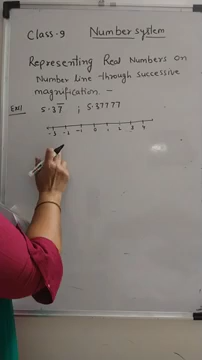 Class-9 Number system
Representing Real Numbers on
Number line through successive
magnification -
Ex: 5.37̅ ; 5.37777
-3 -2 -1 0 1 2 3 4